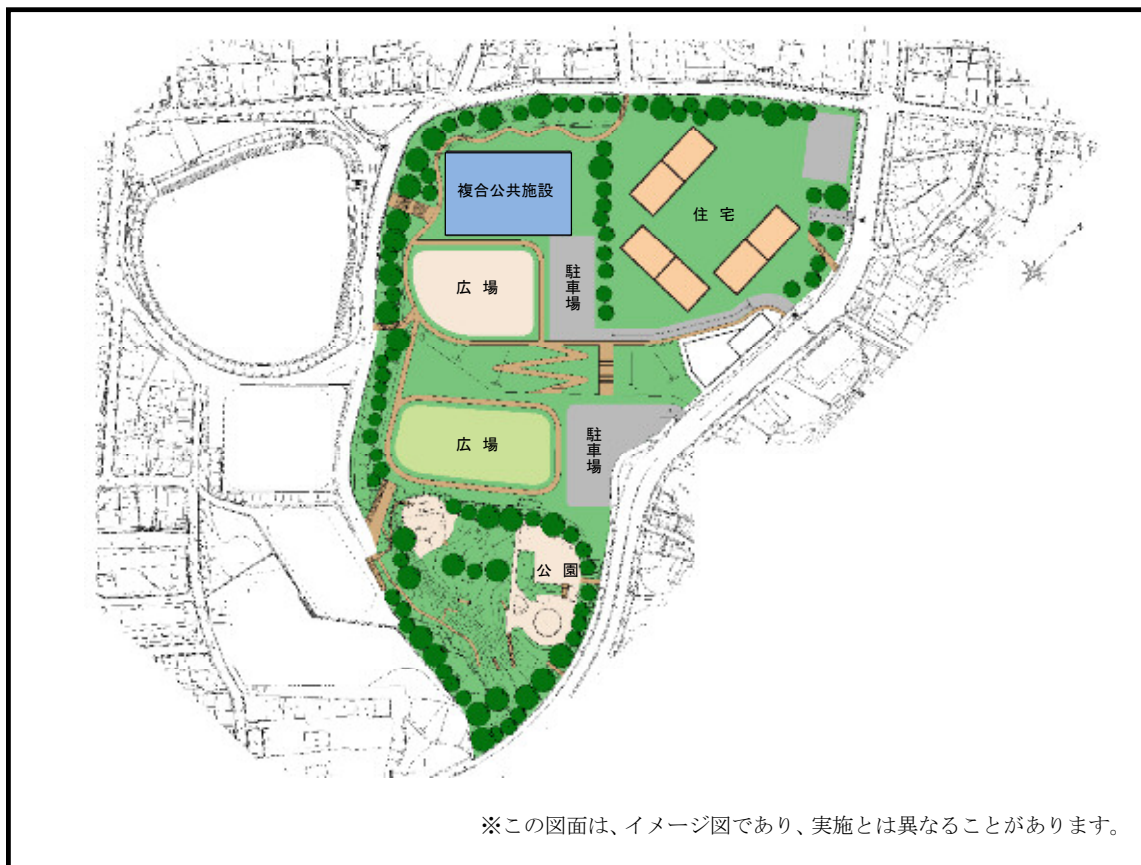 複合公共施設
住 宅
広 場
駐車場
広 場
駐車場
公 園
※この図面は、イメージ図であり、実施とは異なることがあります。